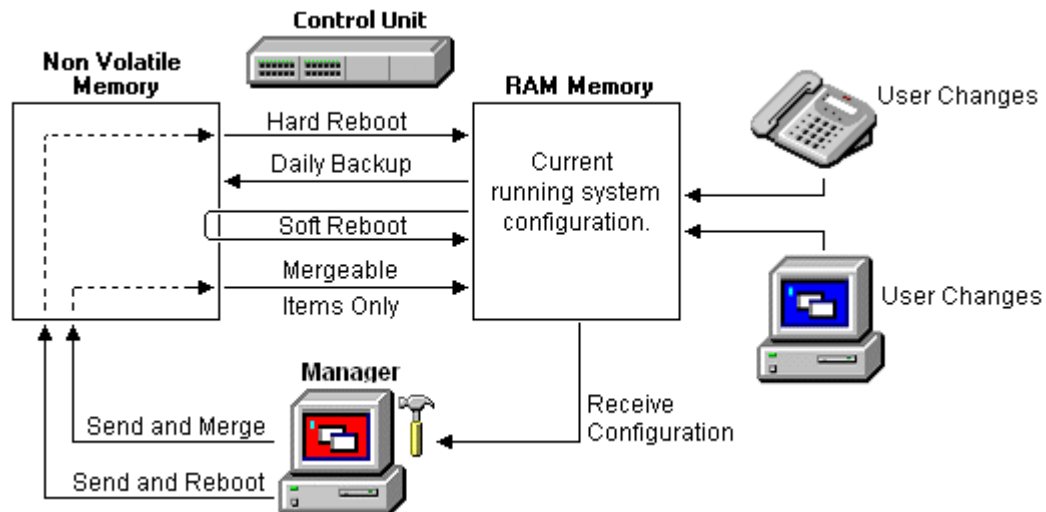 Control Unit
Non Volatile
Memory
RAM Memory
User Changes
Hard Reboot
Daily Backup
Soft Reboot
Mergeable
Items Only
Current
running system
configuration.
User Changes
Manager
Send and Merge
Send and Reboot
Receive
Configuration